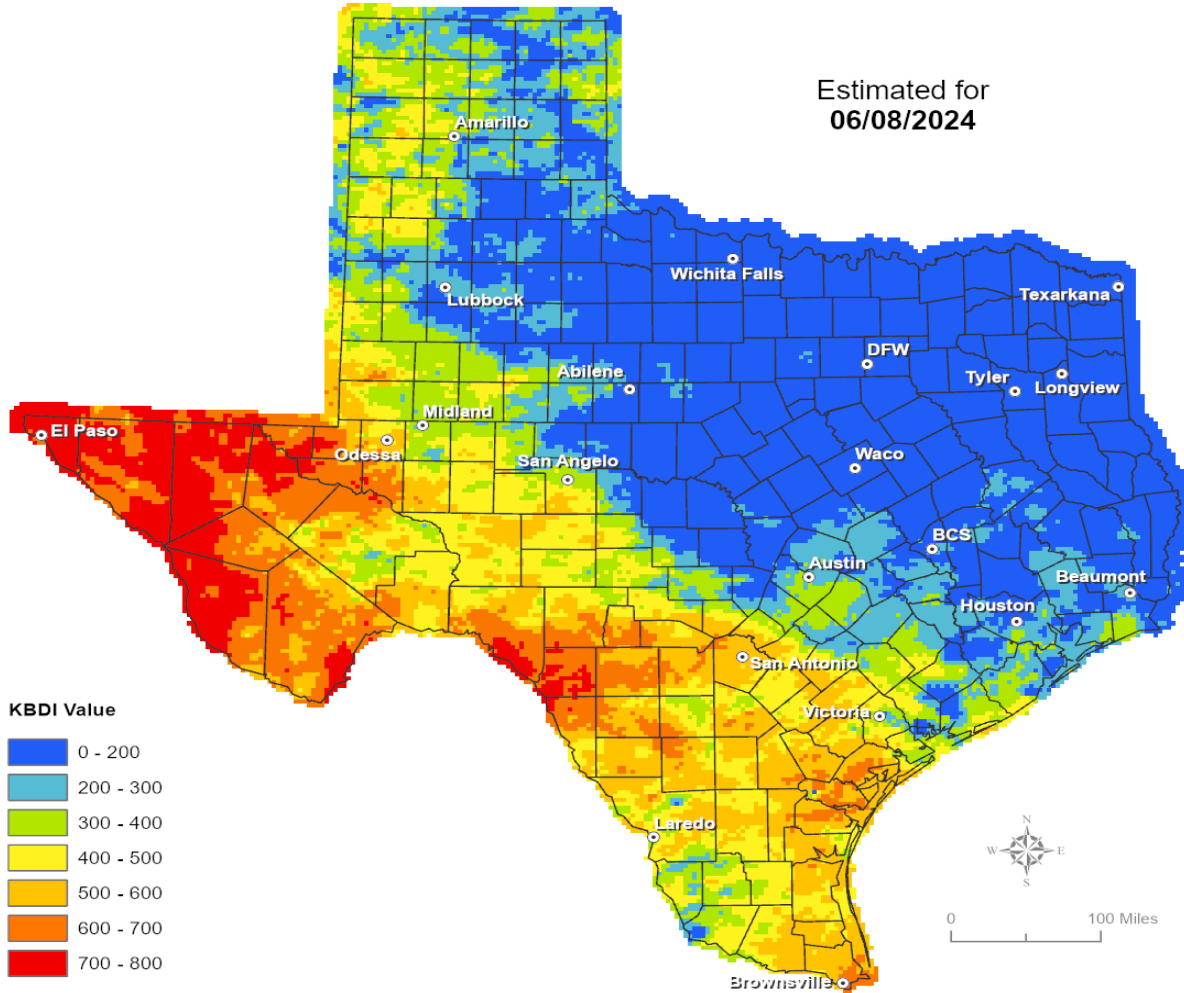 Estimated for
06/08/2024
Amarillo
Wichita Falls
Lubbock
Texarkana
DFW
Abilene
Tyler
Longview
Midland
El Paso
Odessa
Waco
San Angelo
BCS
Austin
Beaumont
Houston
San Antonio
Victoria
KBDI Value
0 - 200
200 - 300
300 - 400
400 - 500
500 - 600
600 - 700
700 - 800
Laredo
N
W E
S
0 100 Miles
Brownsville